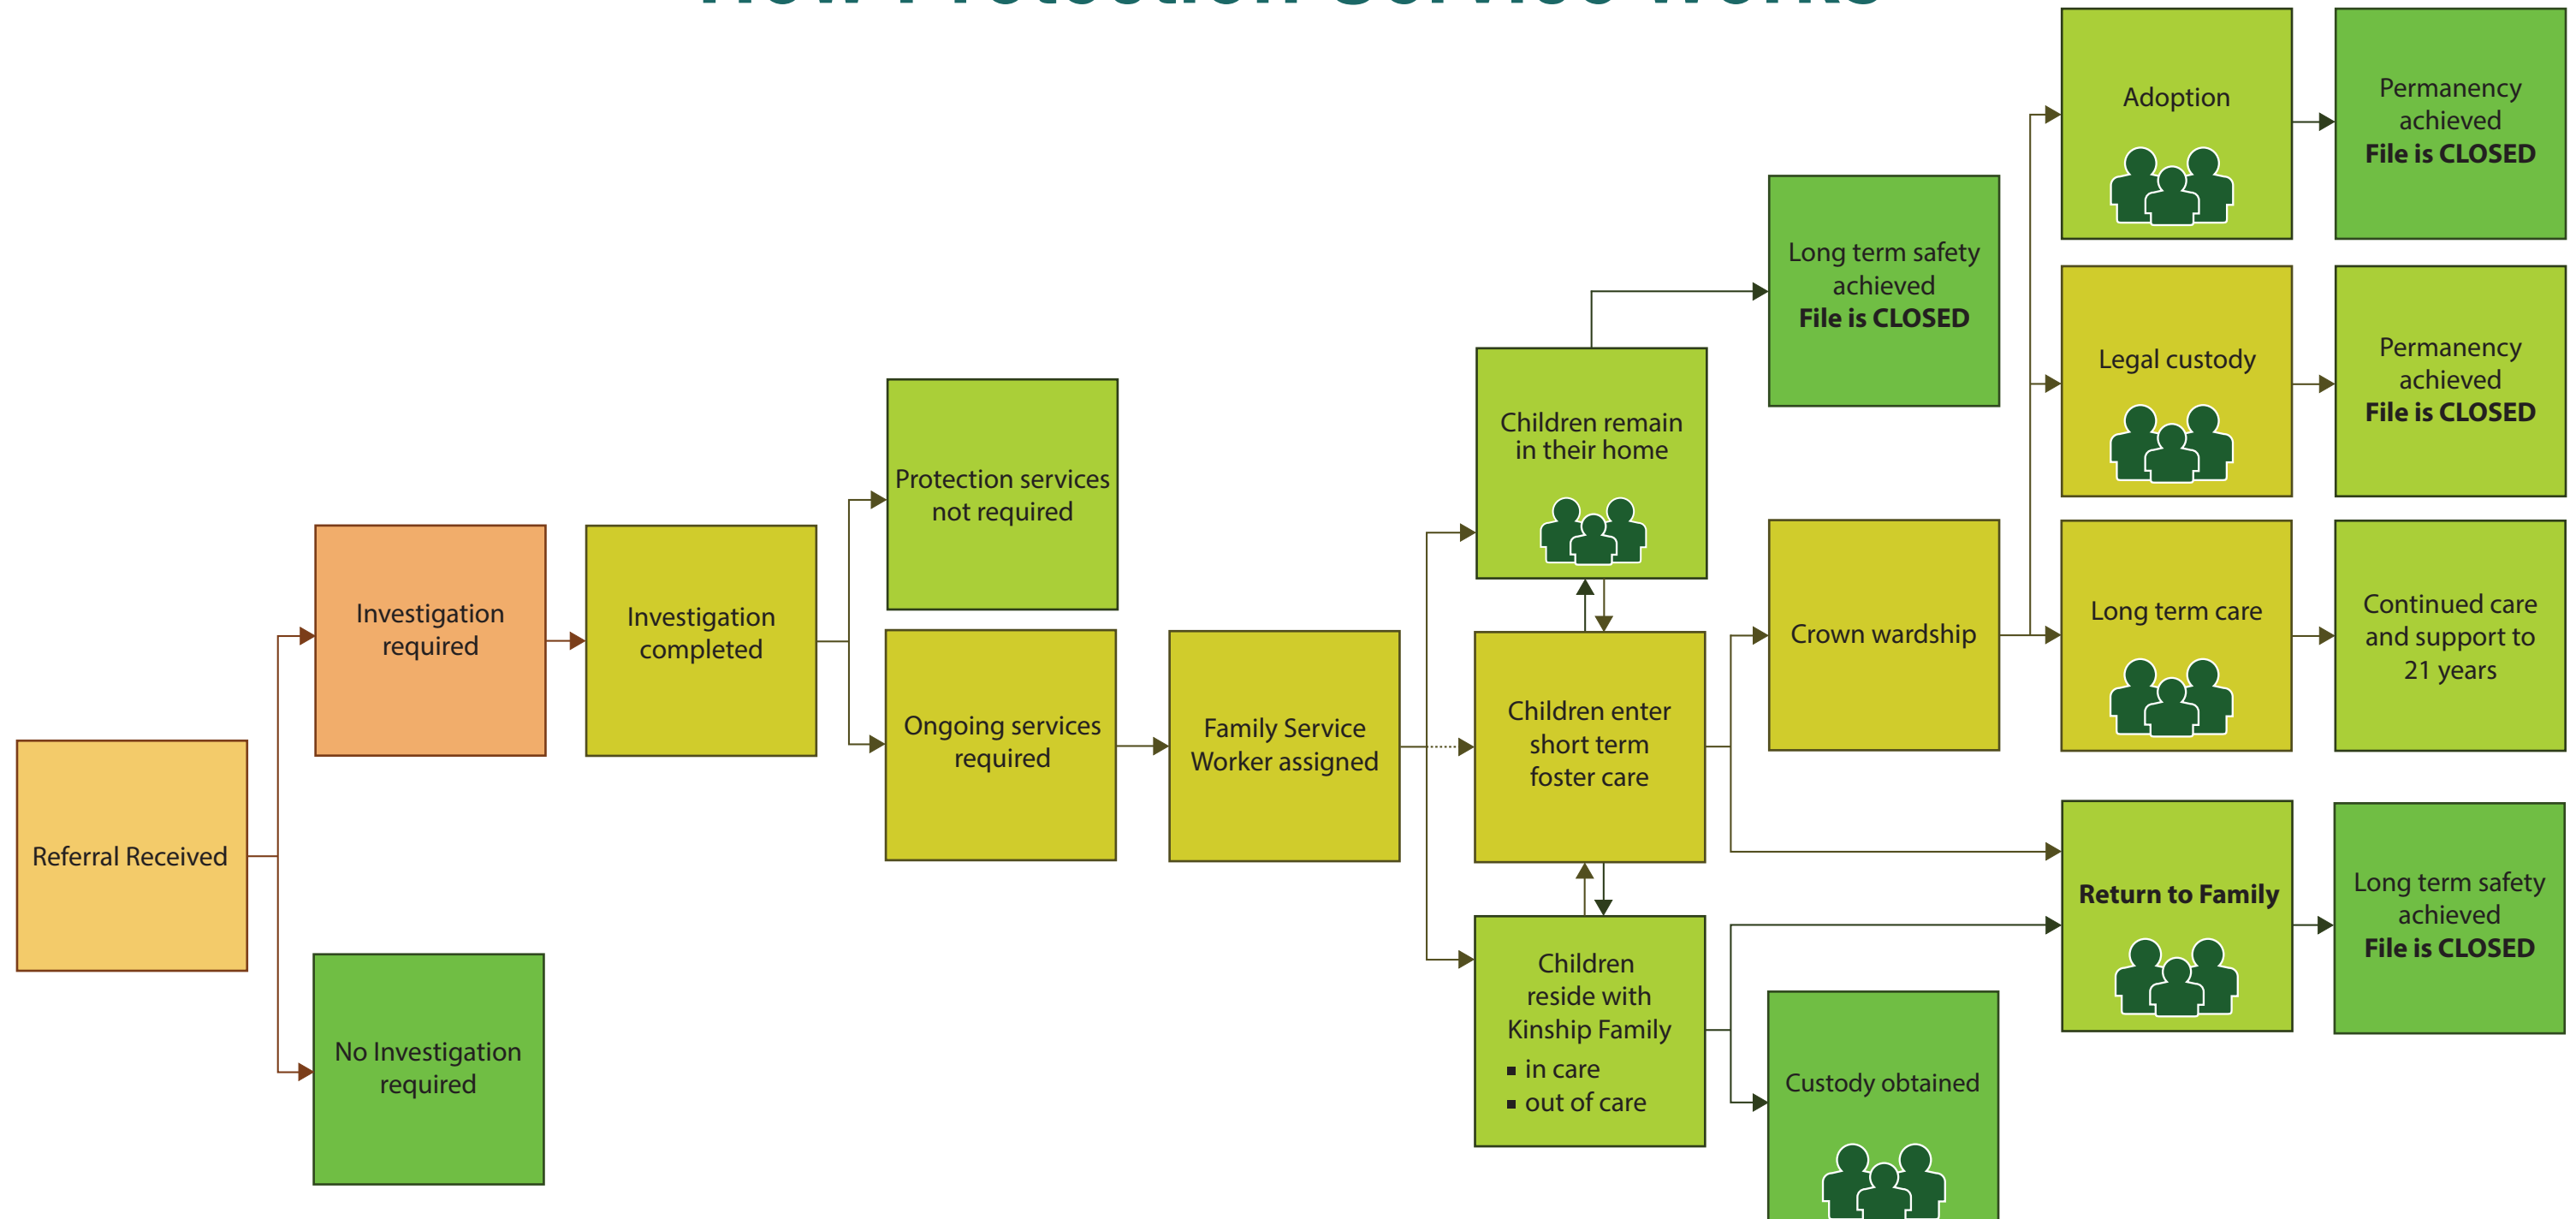 How Protection Service Works
Referral Received
Investigation
required
No Investigation
required
Investigation
completed
Protection services
not required
Ongoing services
required
Family Service
Worker assigned
Children remain
in their home
Children enter
short term
foster care
Children
reside with
Kinship Family
▪ in care
▪ out of care
Long term safety
achieved
File is CLOSED
Crown wardship
Custody obtained
Adoption
Legal custody
Long term care
Return to Family
Permanency
achieved
File is CLOSED
Permanency
achieved
File is CLOSED
Continued care
and support to
21 years
Long term safety
achieved
File is CLOSED